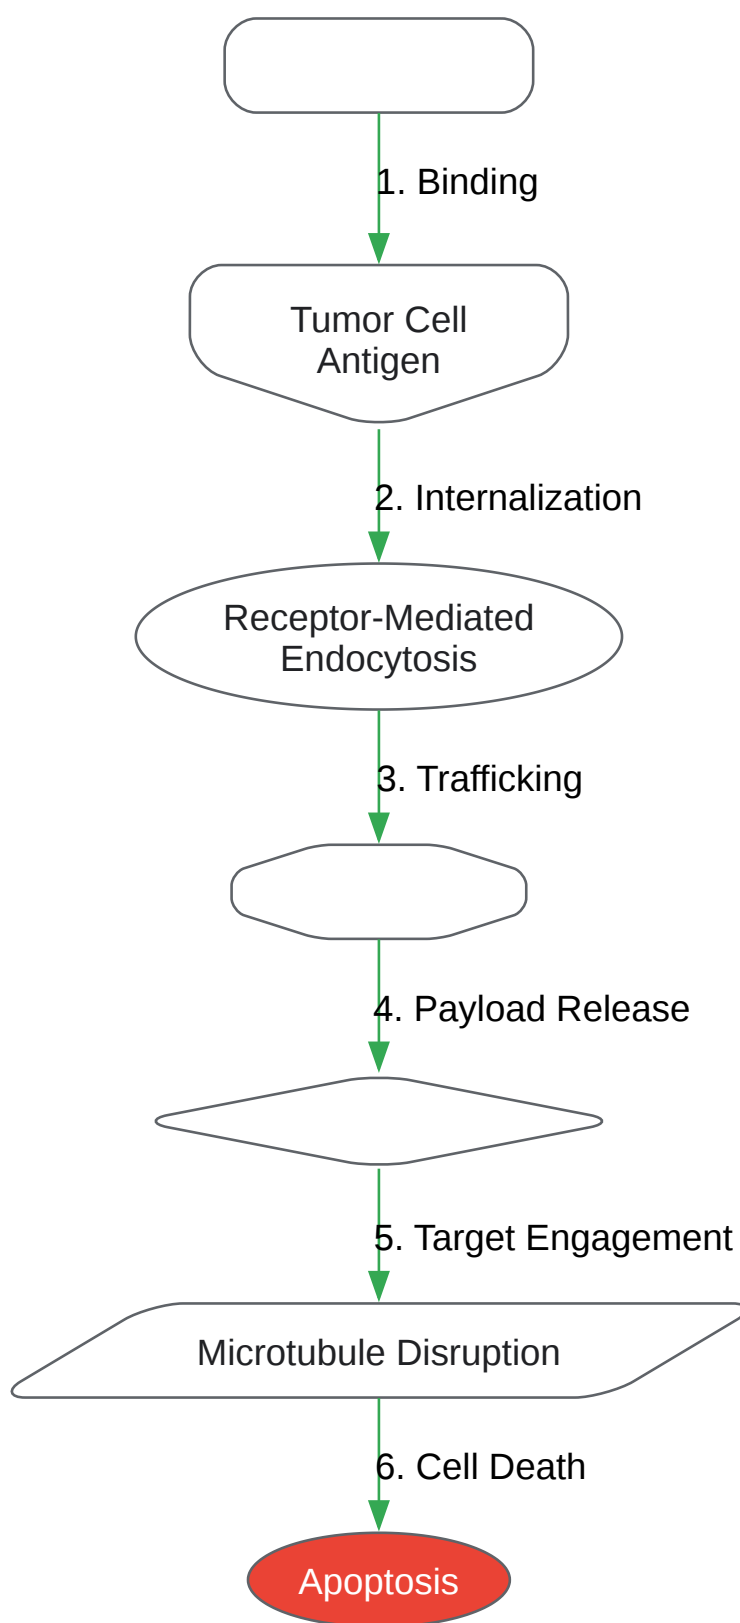 1. Binding
Tumor Cell
Antigen
2. Internalization
Receptor-Mediated
Endocytosis
3. Trafficking
4. Payload Release
5. Target Engagement
Microtubule Disruption
6. Cell Death
Apoptosis